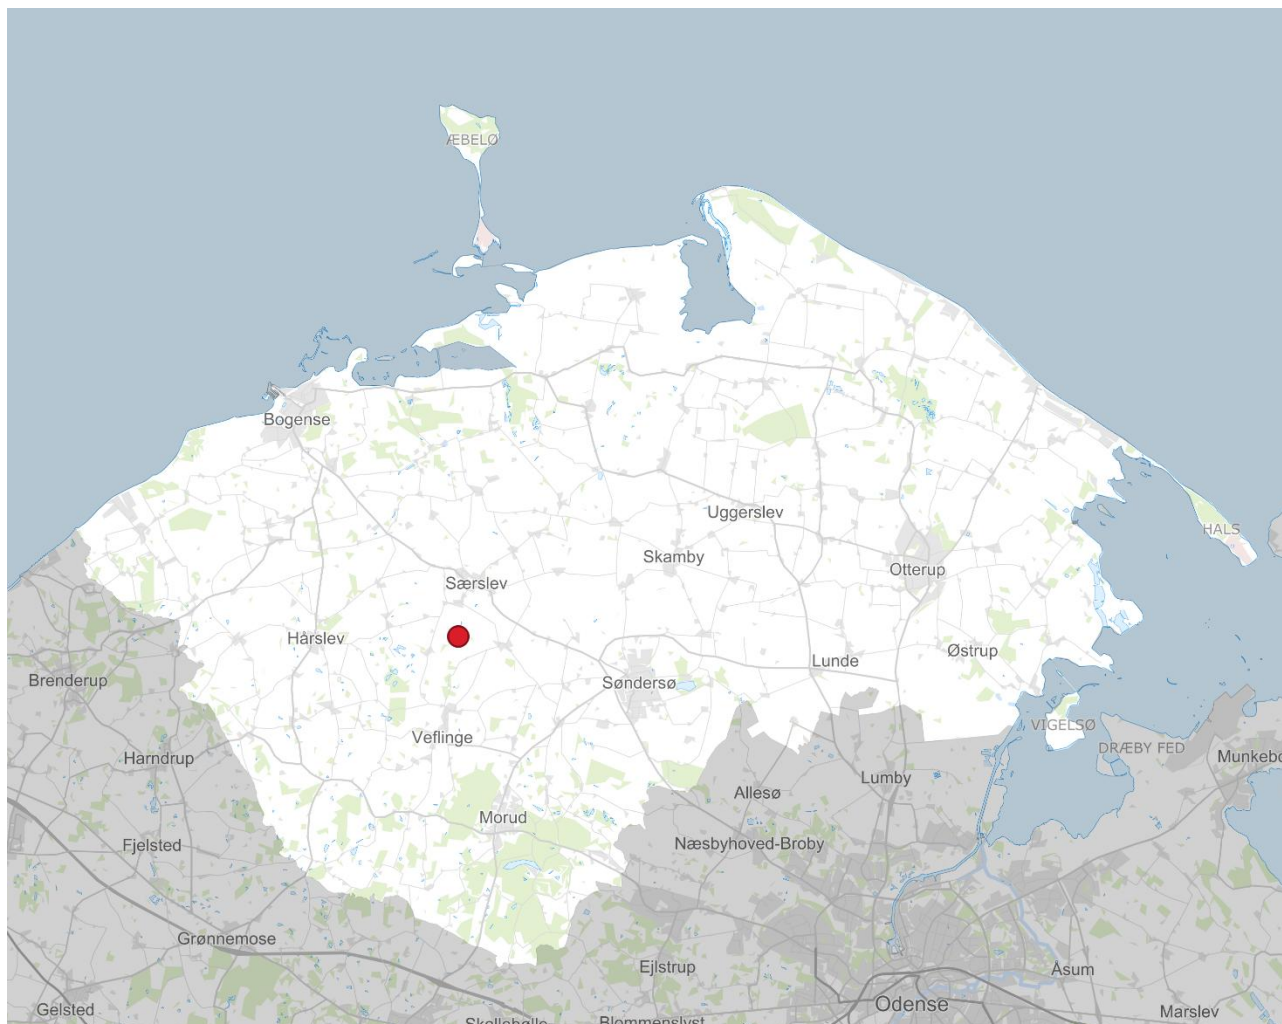 ÆBELØ
Bogense
Uggerslev
HALS
Skamby
Otterup
Særslev
Hårslev
Østrup
Lunde
Brenderup
Søndersø
VIGELSØ
Veflinge
DRÆBY FED
Harndrup
Munkebo
Lumby
Allesø
Morud
Fjelsted
Næsbyhoved-Broby
Grønnemose
Ejlstrup
Åsum
Odense
Gelsted
Marslev